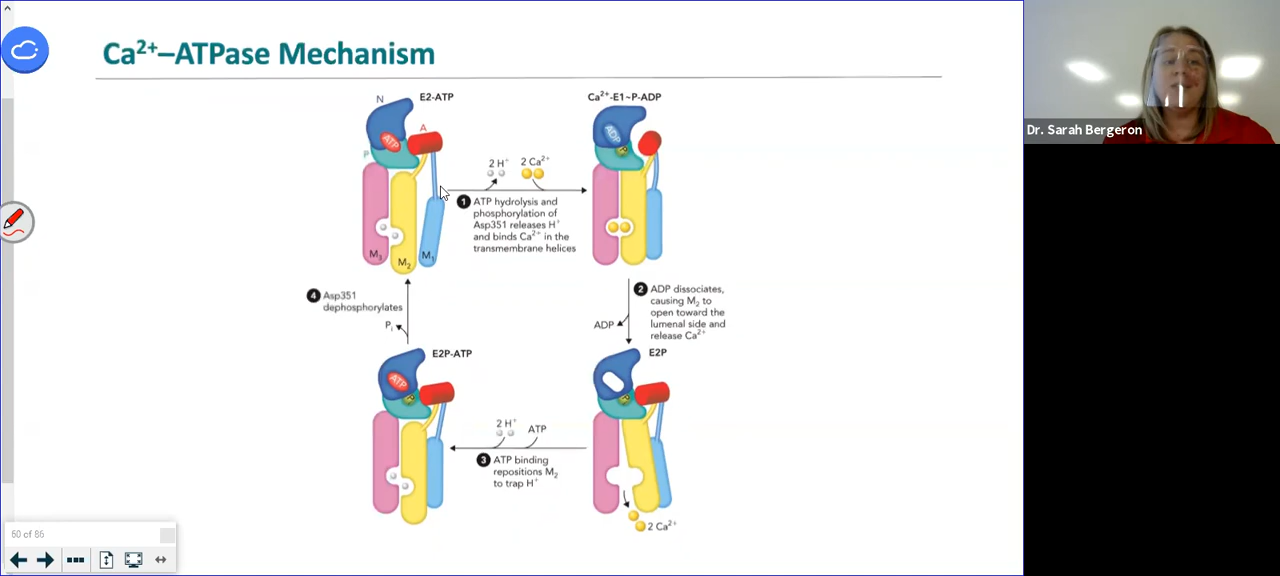 Ca²⁺–ATPase Mechanism
N
E2-ATP
A
ATP
P
M₃
M₂
M₁
2 H⁺
2 Ca²⁺
1 ATP hydrolysis and
phosphorylation of
Asp351 releases H⁺
and binds Ca²⁺ in the
transmembrane helices
Ca²⁺-E1~P-ADP
ADP
2 ADP dissociates,
causing M₂ to
open toward the
lumenal side and
release Ca²⁺
ADP
E2P
2 Ca²⁺
2 H⁺
ATP
3 ATP binding
repositions M₂
to trap H⁺
E2P-ATP
ATP
4 Asp351
dephosphorylates
Pᵢ
Dr. Sarah Bergeron
60 of 86